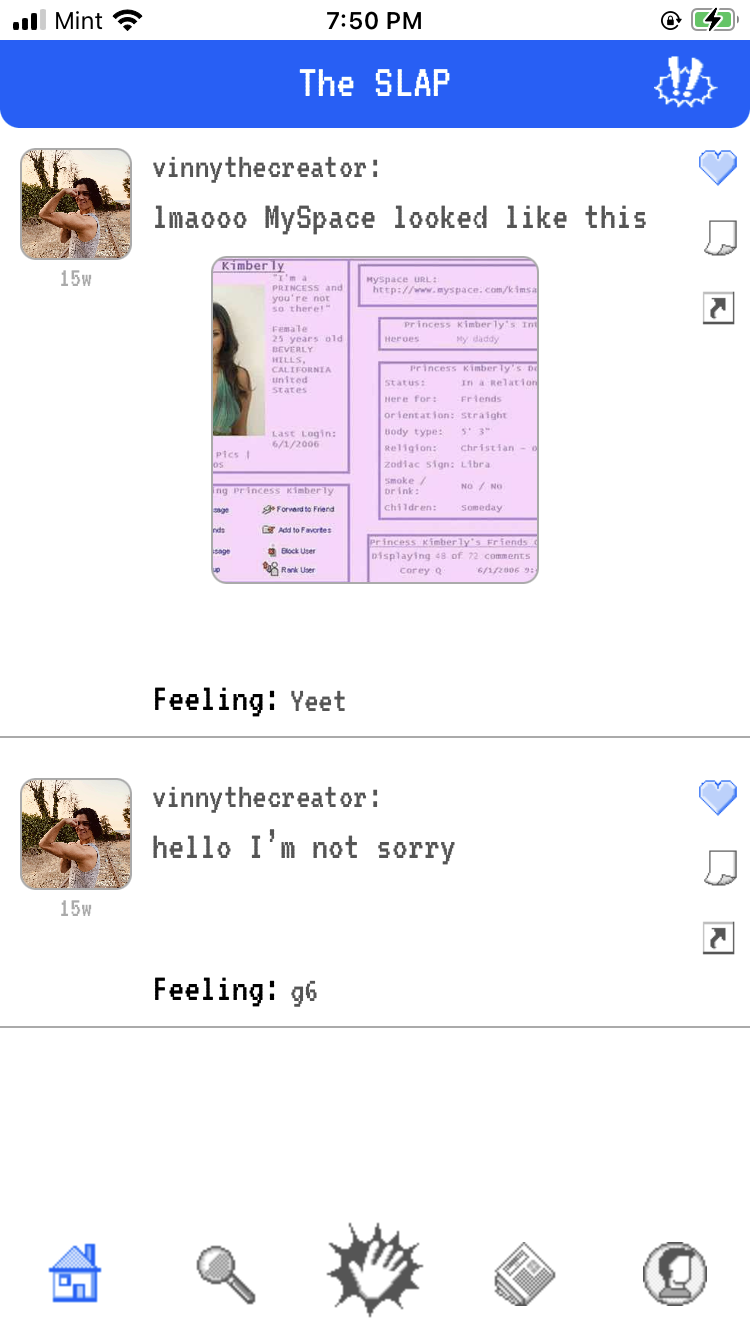 Mint 7:50 PM
The SLAP
vinnythecreator:
lmaooo MySpace looked like this
15w
Kimberly
"I'm a
PRINCESS and
you're not
so there!"
Female
25 years old
BEVERLY
HILLS,
CALIFORNIA
United
States
Last Login:
6/1/2006
Pics |
os
ing Princess Kimberly
sage Forward to Friend
nds Add to Favorites
ssage Block User
up Rank User
MySpace URL:
http://www.myspace.com/kimsa
Princess Kimberly's Int
Heroes My daddy
Princess Kimberly's De
Status: In a Relation
Here for: Friends
Orientation: Straight
Body type: 5' 3"
Religion: Christian - o
Zodiac Sign: Libra
Smoke /
Drink: No / No
Children: Someday
Princess Kimberly's Friends C
Displaying 48 of 72 comments
Corey Q 6/1/2006 9:
Feeling: Yeet
vinnythecreator:
hello I'm not sorry
15w
Feeling: g6